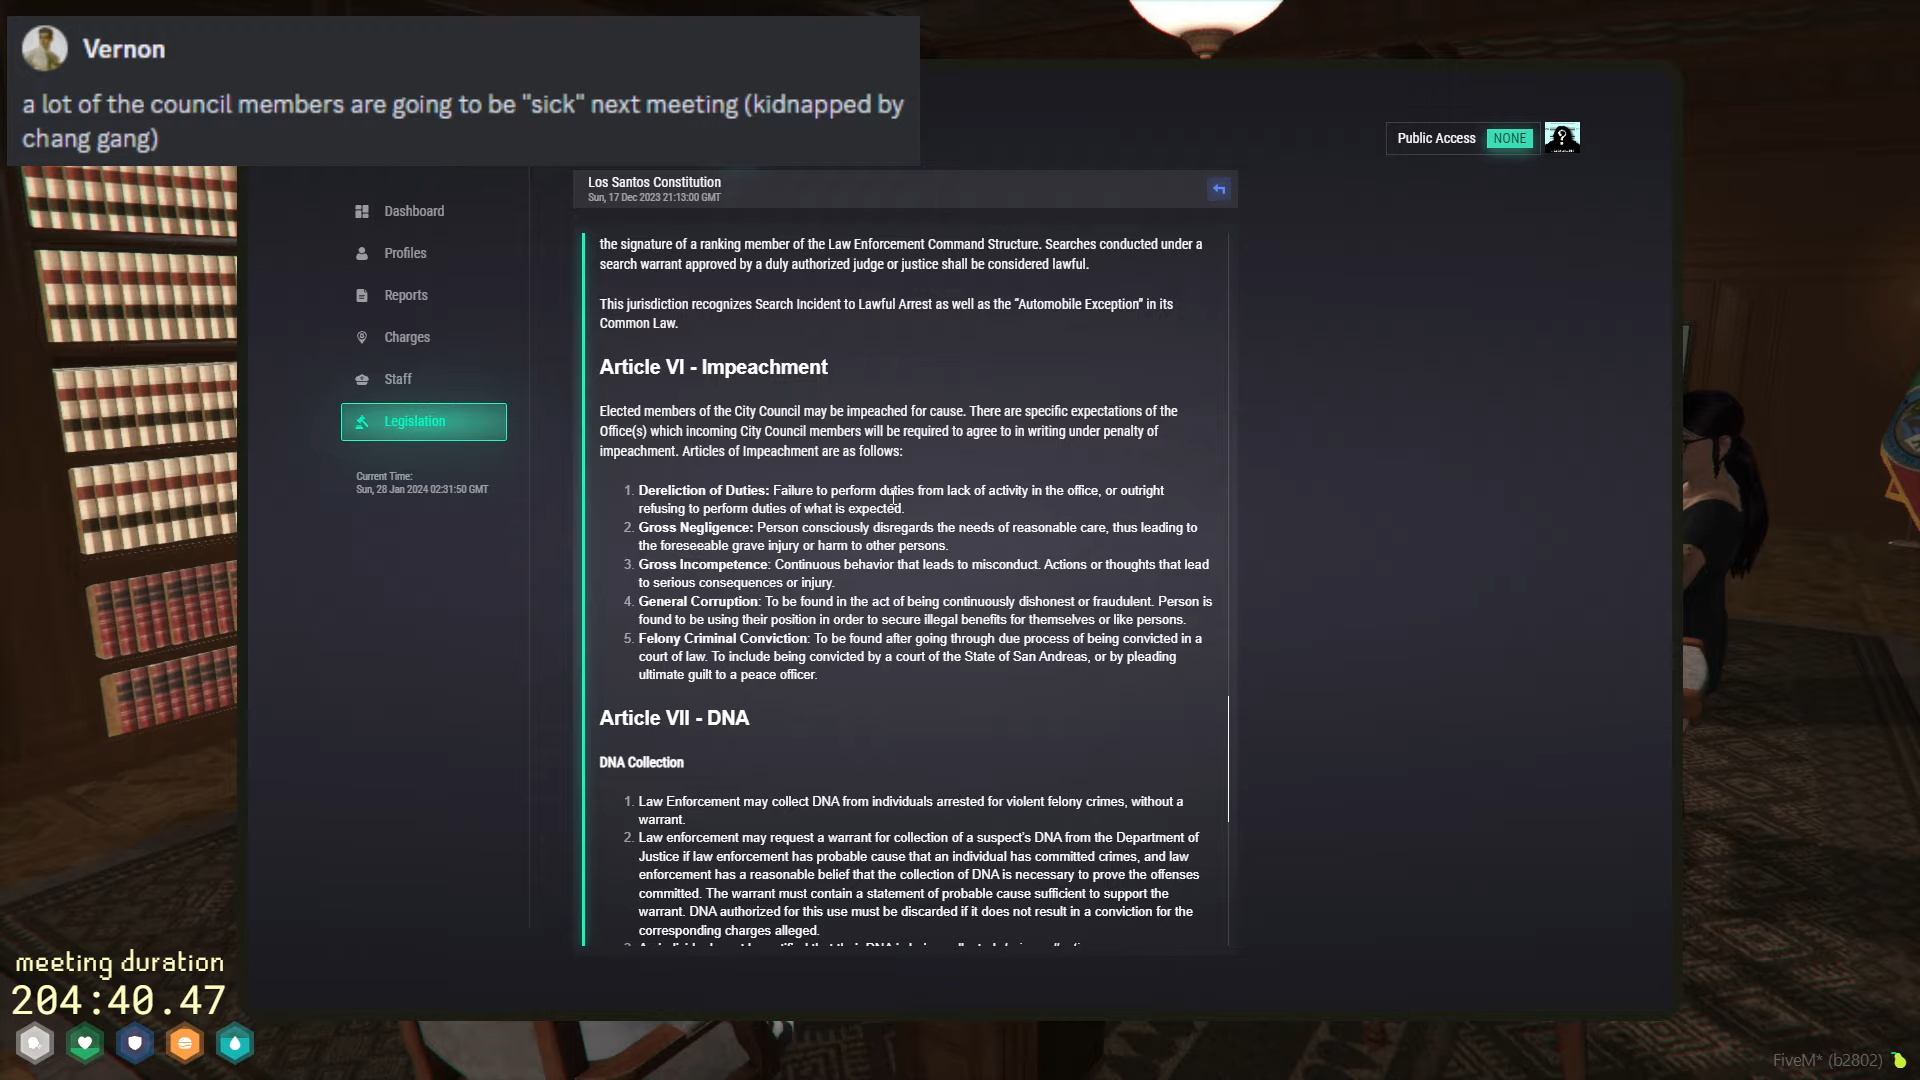 Vernon
a lot of the council members are going to be "sick" next meeting (kidnapped by
chang gang)
Public Access NONE
?
Los Santos Constitution
Sun, 17 Dec 2023 21:13:00 GMT
Dashboard
Profiles
Reports
Charges
Staff
Legislation
Current Time:
Sun, 28 Jan 2024 02:31:50 GMT
the signature of a ranking member of the Law Enforcement Command Structure. Searches conducted under a
search warrant approved by a duly authorized judge or justice shall be considered lawful.
This jurisdiction recognizes Search Incident to Lawful Arrest as well as the “Automobile Exception” in its
Common Law.
Article VI - Impeachment
Elected members of the City Council may be impeached for cause. There are specific expectations of the
Office(s) which incoming City Council members will be required to agree to in writing under penalty of
impeachment. Articles of Impeachment are as follows:
1. Dereliction of Duties: Failure to perform duties from lack of activity in the office, or outright
refusing to perform duties of what is expected.
2. Gross Negligence: Person consciously disregards the needs of reasonable care, thus leading to
the foreseeable grave injury or harm to other persons.
3. Gross Incompetence: Continuous behavior that leads to misconduct. Actions or thoughts that lead
to serious consequences or injury.
4. General Corruption: To be found in the act of being continuously dishonest or fraudulent. Person is
found to be using their position in order to secure illegal benefits for themselves or like persons.
5. Felony Criminal Conviction: To be found after going through due process of being convicted in a
court of law. To include being convicted by a court of the State of San Andreas, or by pleading
ultimate guilt to a peace officer.
Article VII - DNA
DNA Collection
1. Law Enforcement may collect DNA from individuals arrested for violent felony crimes, without a
warrant.
2. Law enforcement may request a warrant for collection of a suspect’s DNA from the Department of
Justice if law enforcement has probable cause that an individual has committed crimes, and law
enforcement has a reasonable belief that the collection of DNA is necessary to prove the offenses
committed. The warrant must contain a statement of probable cause sufficient to support the
warrant. DNA authorized for this use must be discarded if it does not result in a conviction for the
corresponding charges alleged.
meeting duration
204:40.47
FiveM* (b2802)